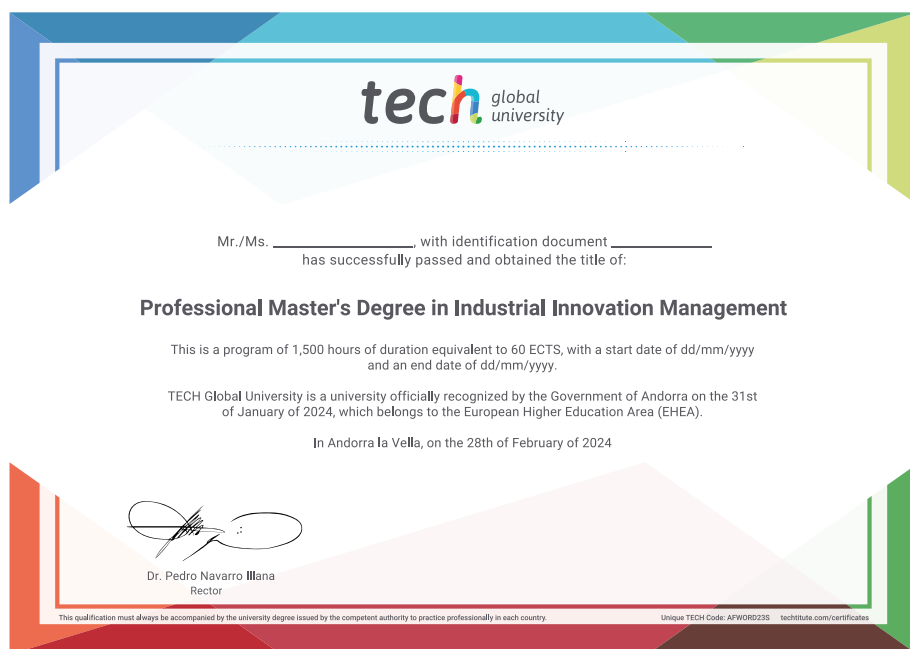 tech global
university
Mr./Ms. ____________________, with identification document ______________
has successfully passed and obtained the title of:
Professional Master's Degree in Industrial Innovation Management
This is a program of 1,500 hours of duration equivalent to 60 ECTS, with a start date of dd/mm/yyyy
and an end date of dd/mm/yyyy.
TECH Global University is a university officially recognized by the Government of Andorra on the 31st
of January of 2024, which belongs to the European Higher Education Area (EHEA).
In Andorra la Vella, on the 28th of February of 2024
Dr. Pedro Navarro Illana
Rector
This qualification must always be accompanied by the university degree issued by the competent authority to practice professionally in each country. Unique TECH Code: AFWORD23S techtitute.com/certificates